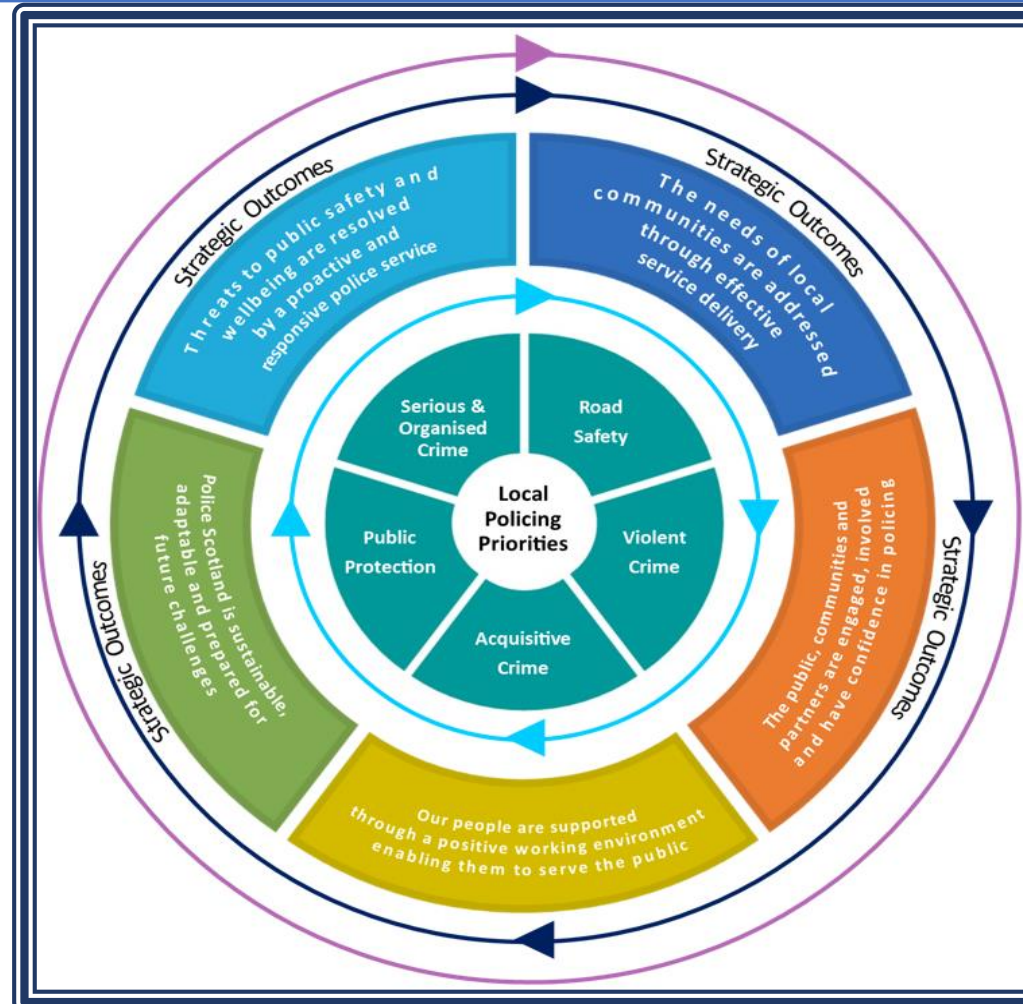 Strategic Outcomes
Threats to public safety and
wellbeing are resolved
by a proactive and
responsive police service
Strategic Outcomes
The needs of local
communities are addressed
through effective
service delivery
Strategic Outcomes
The public, communities and
partners are engaged, involved
and have confidence in policing
Our people are supported
through a positive working environment
enabling them to serve the public
Strategic Outcomes
Police Scotland is sustainable,
adaptable and prepared for
future challenges
Serious &
Organised
Crime
Road
Safety
Violent
Crime
Acquisitive
Crime
Public
Protection
Local
Policing
Priorities